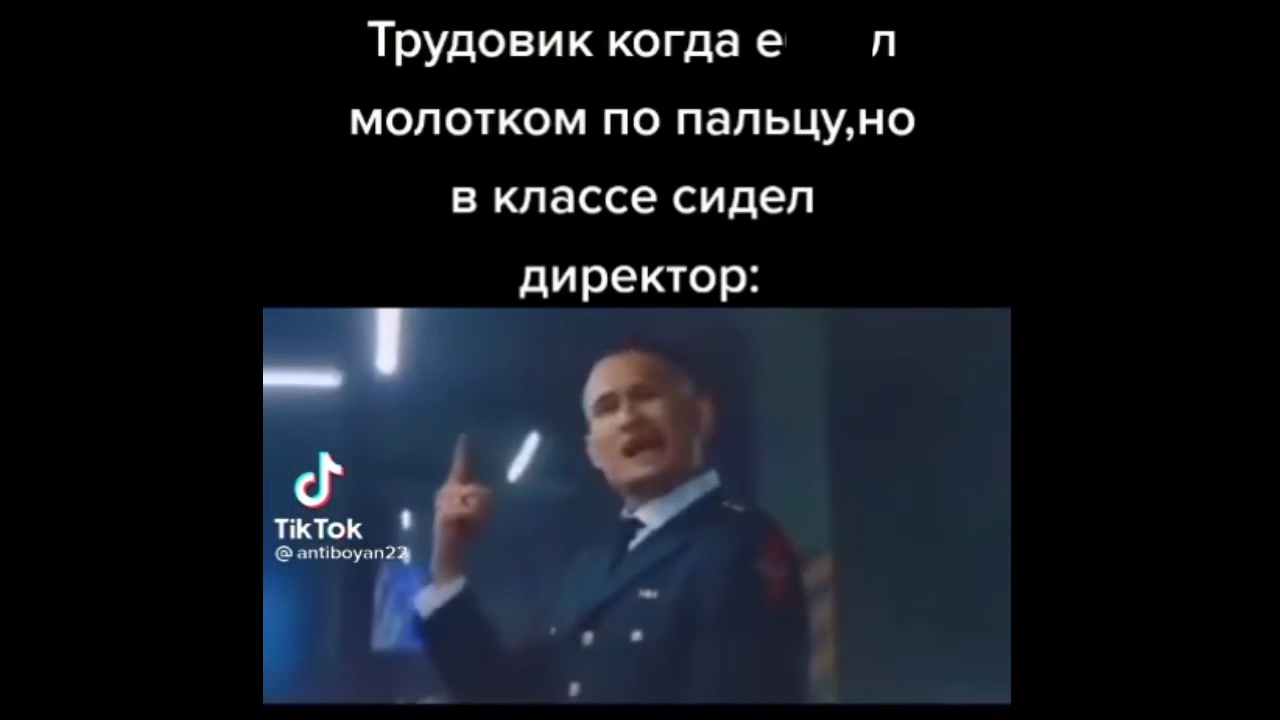 Трудовик когда е л
молотком по пальцу,но
в классе сидел
директор:
TikTok
@antiboyan22